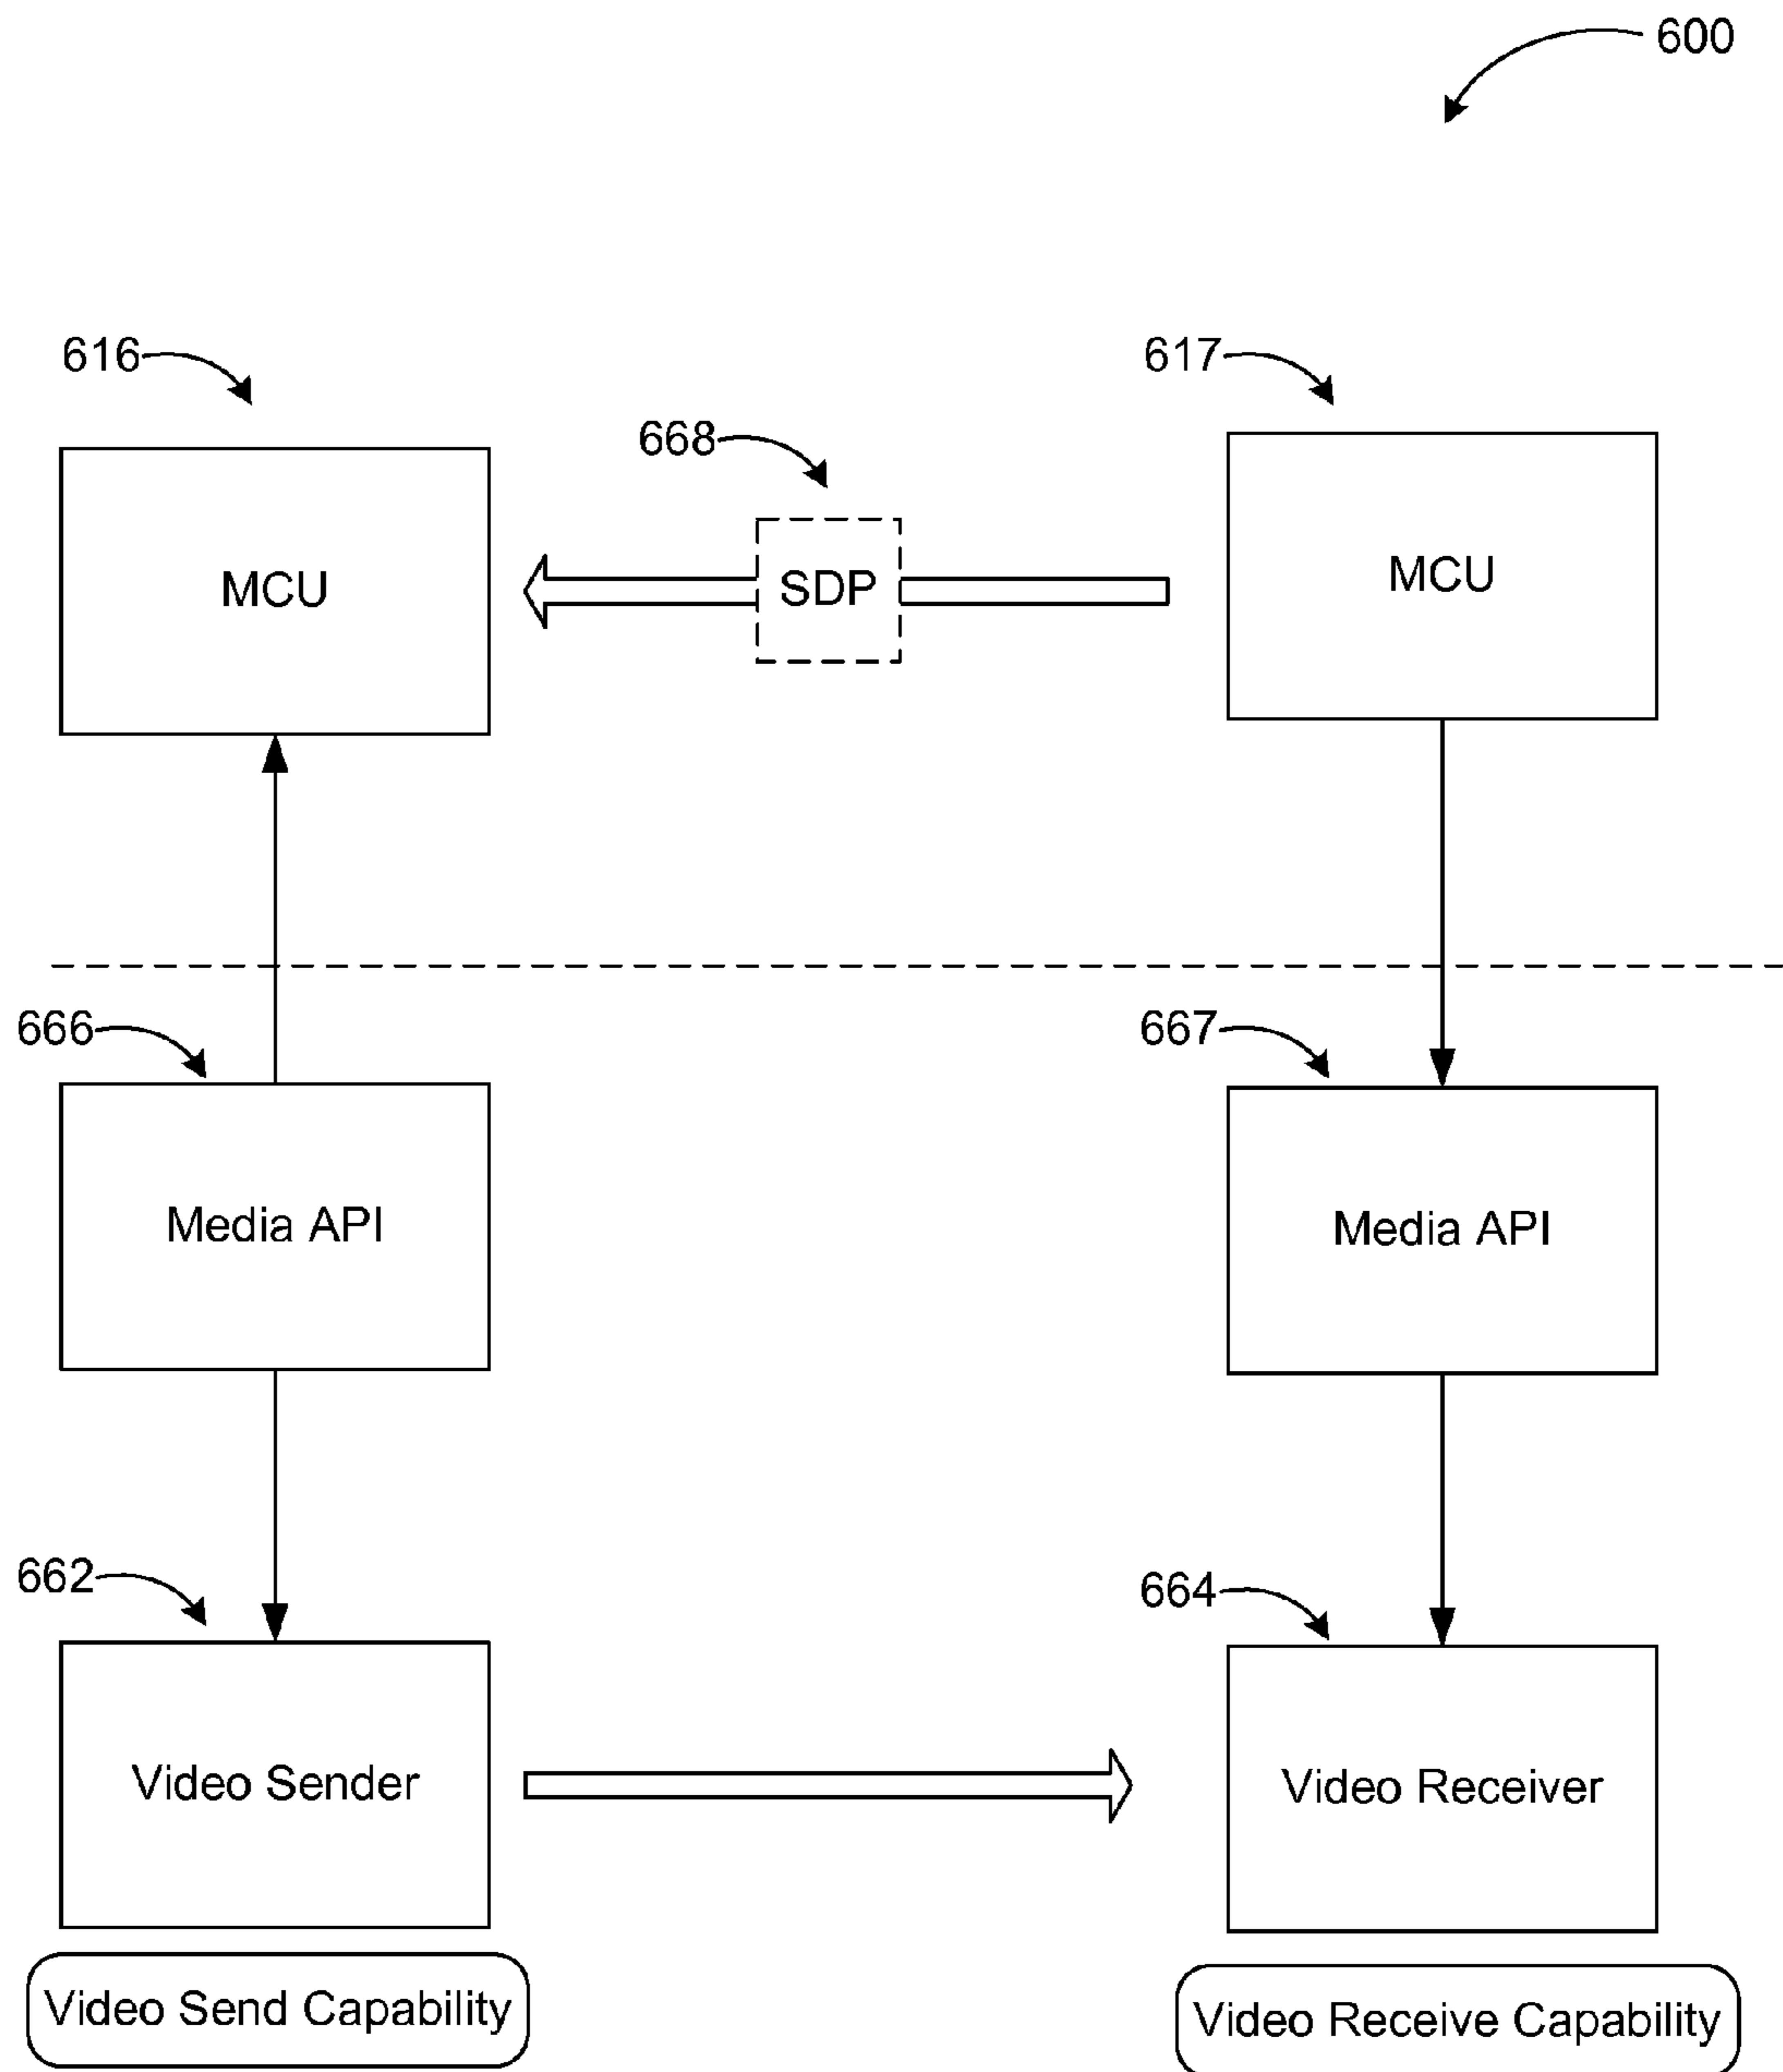 600
616
617
668
MCU
SDP
MCU
666
667
Media API
Media API
662
664
Video Sender
Video Receiver
Video Send Capability
Video Receive Capability